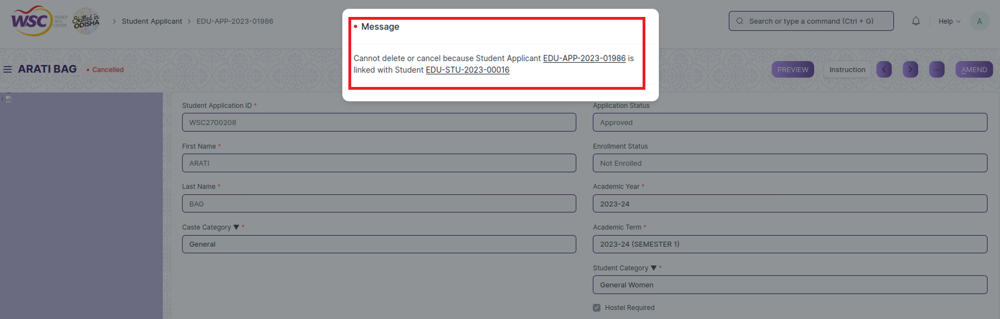 WSC WORLD SKILL CENTER
Skilled in ODISHA
Student Applicant
EDU-APP-2023-01986
Search or type a command (Ctrl + G)
Help
A
Message
Cannot delete or cancel because Student Applicant EDU-APP-2023-01986 is
linked with Student EDU-STU-2023-00016
ARATI BAG
Cancelled
PREVIEW
Instruction
AMEND
Student Application ID *
WSC2700208
Application Status
Approved
First Name *
ARATI
Enrollment Status
Not Enrolled
Last Name *
BAG
Academic Year *
2023-24
Caste Category ▼ *
General
Academic Term *
2023-24 (SEMESTER 1)
Student Category ▼ *
General Women
Hostel Required